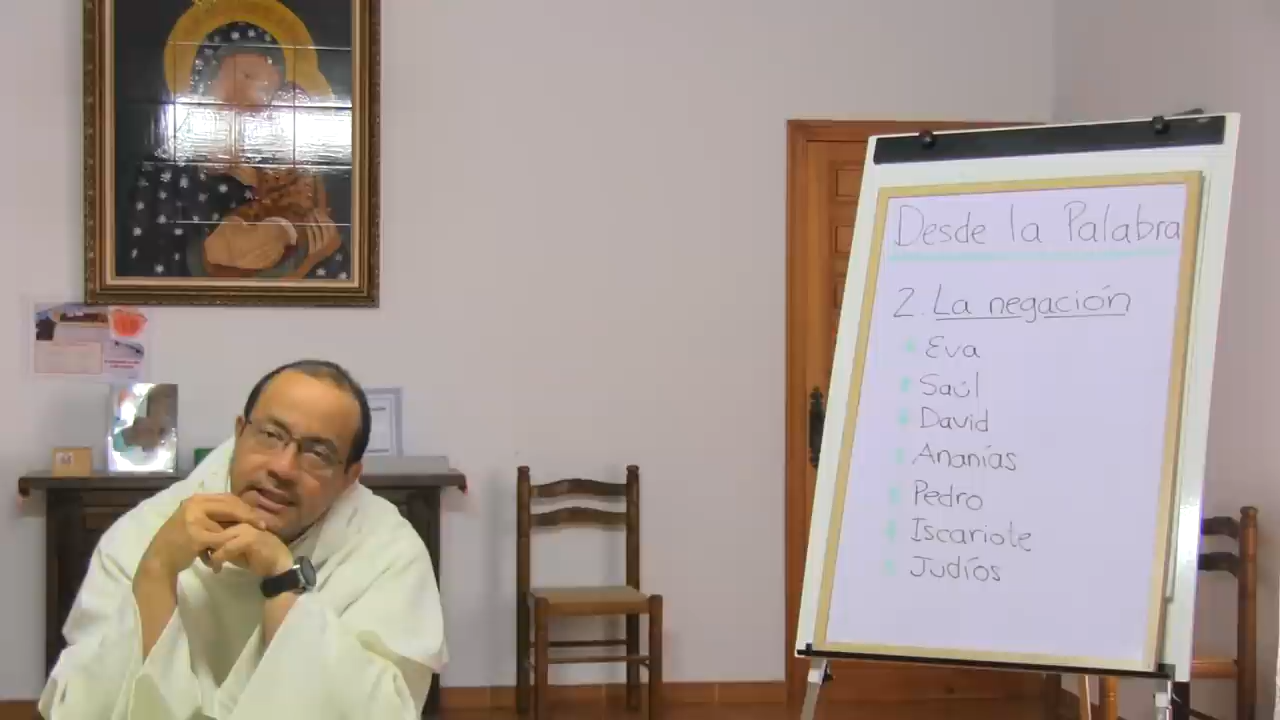 Desde la Palabra
2. La negación
Eva
Saúl
David
Ananías
Pedro
Iscariote
Judíos